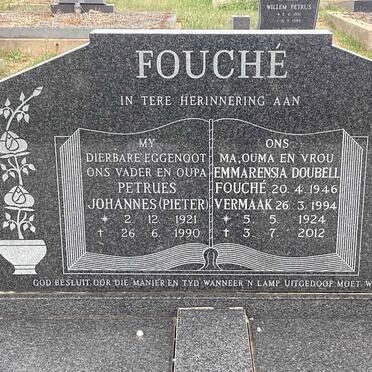 WILLEM PETRUS
FOUCHÉ
IN TERE HERINNERING AAN
MY
DIERBARE EGGENOOT
ONS VADER EN OUPA
PETRUES
JOHANNES (PIETER)
* 2. 12. 1921
† 26. 6. 1990
ONS
MA, OUMA EN VROU
EMMARENSIA DOUBELL
FOUCHÉ 20. 4. 1946
VERMAAK 26. 3. 1994
* 5. 5. 1924
† 3. 7. 2012
GOD BESLUIT OOR DIE MANIER EN TYD WANNEER 'N LAMP UITGEDOOF MOET W